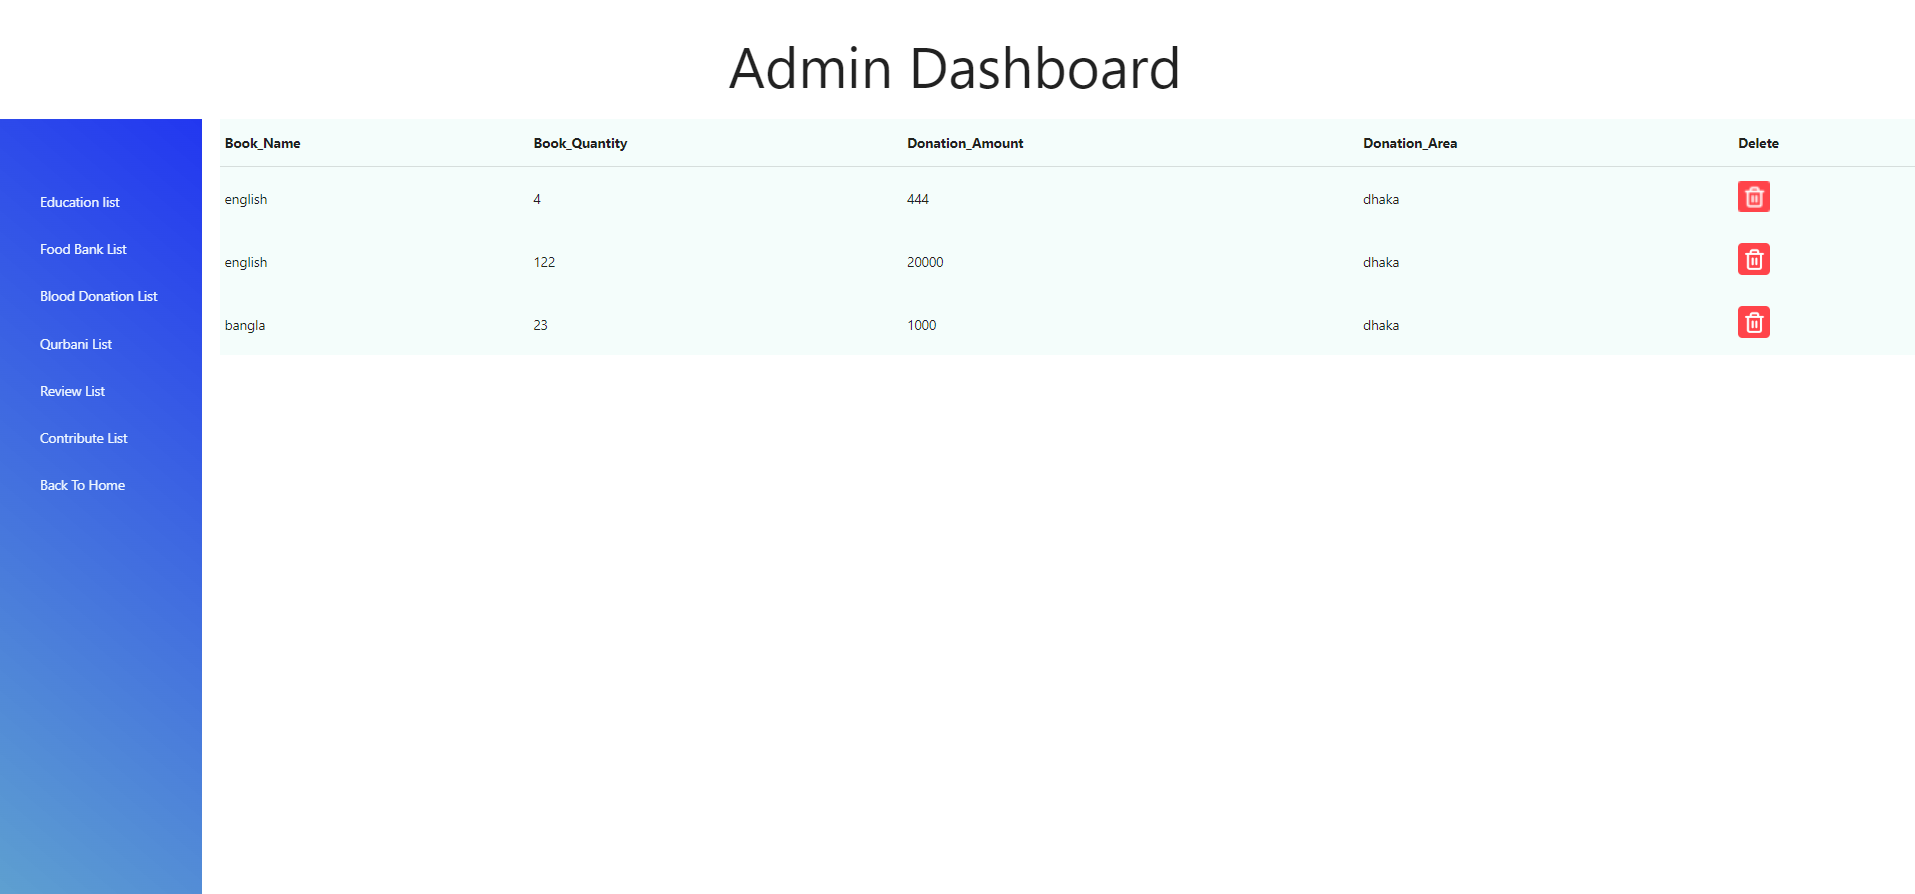 Admin Dashboard
Education list
Food Bank List
Blood Donation List
Qurbani List
Review List
Contribute List
Back To Home
Book_Name Book_Quantity Donation_Amount Donation_Area Delete
english 4 444 dhaka
english 122 20000 dhaka
bangla 23 1000 dhaka